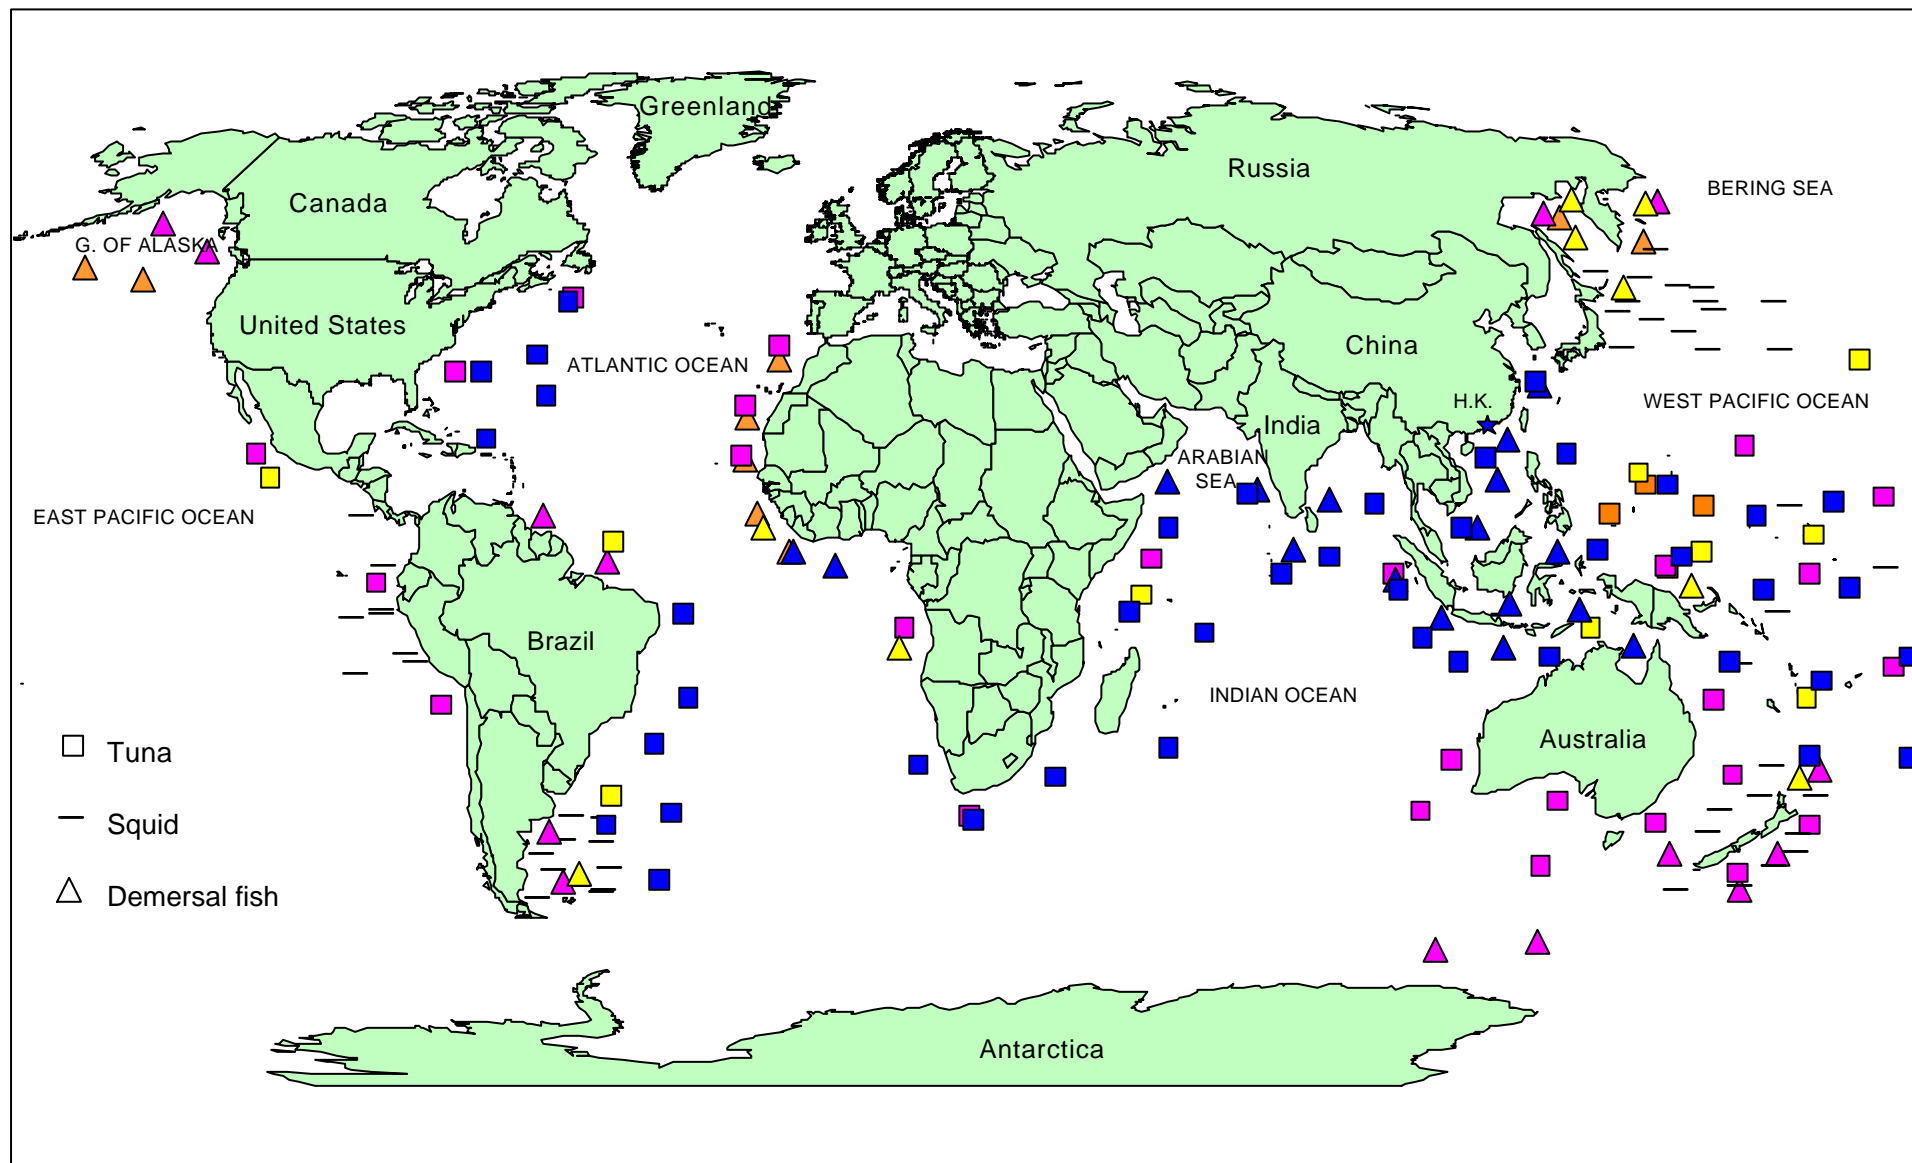 Greenland
Russia
BERING SEA
Canada
G. OF ALASKA
United States
China
ATLANTIC OCEAN
H.K.
WEST PACIFIC OCEAN
India
ARABIAN
SEA
EAST PACIFIC OCEAN
Brazil
INDIAN OCEAN
Australia
Tuna
Squid
Demersal fish
Antarctica